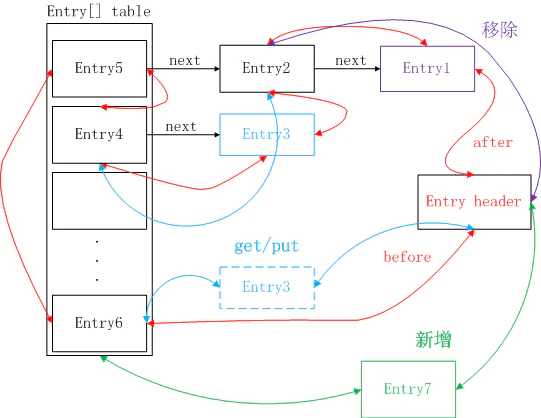 Entry[] table
移除
Entry5
next
Entry2
next
Entry1
Entry4
next
Entry3
after
Entry header
get/put
before
Entry3
Entry6
新增
Entry7